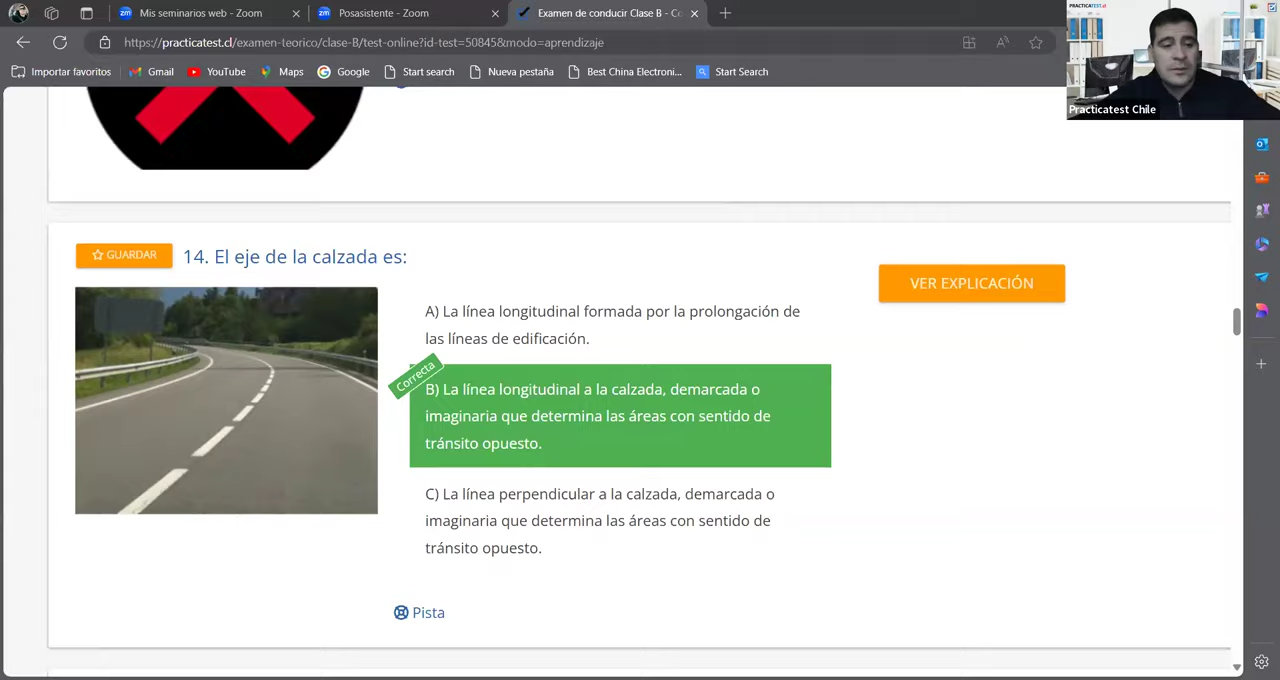 Mis seminarios web - Zoom
Posasistente - Zoom
Examen de conducir Clase B - Co
https://practicatest.cl/examen-teorico/clase-B/test-online?id-test=50845&modo=aprendizaje
Importar favoritos
Gmail
YouTube
Maps
Google
Start search
Nueva pestaña
Best China Electroni...
Start Search
PRACTICATEST.cl
Practicatest Chile
GUARDAR
14. El eje de la calzada es:
VER EXPLICACIÓN
A) La línea longitudinal formada por la prolongación de
las líneas de edificación.
Correcta
B) La línea longitudinal a la calzada, demarcada o
imaginaria que determina las áreas con sentido de
tránsito opuesto.
C) La línea perpendicular a la calzada, demarcada o
imaginaria que determina las áreas con sentido de
tránsito opuesto.
Pista